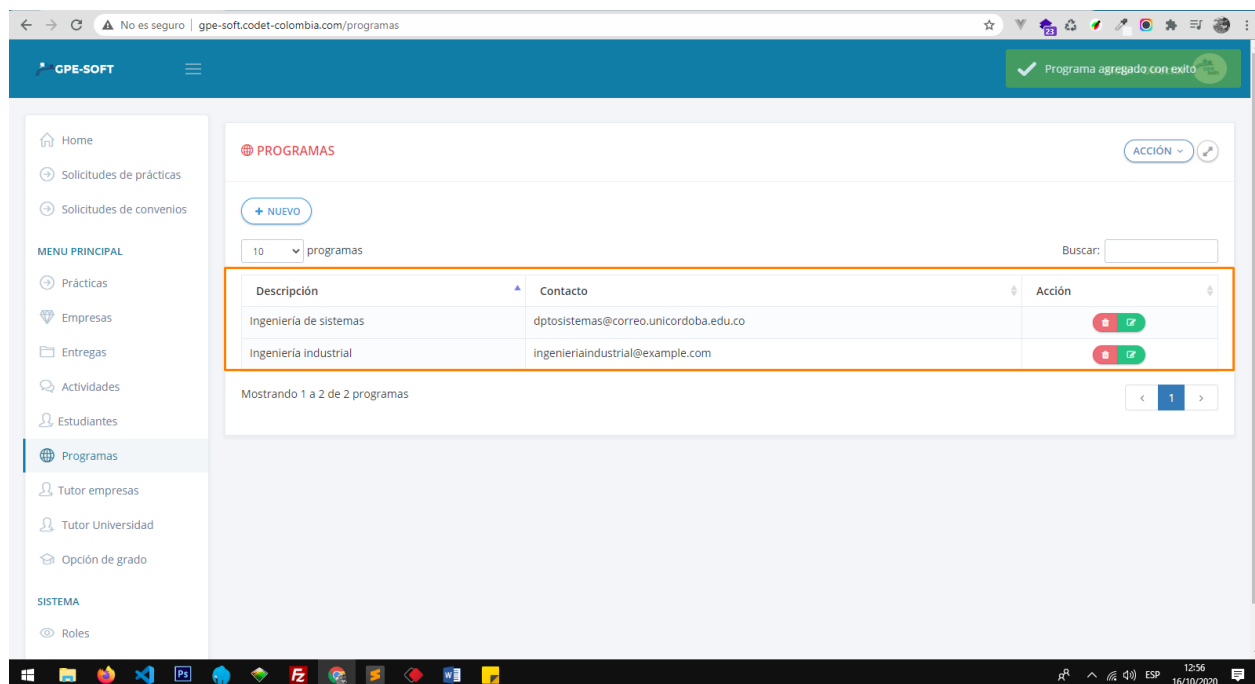 No es seguro | gpe-soft.codet-colombia.com/programas
23
GPE-SOFT
Programa agregado con exito
Home
Solicitudes de prácticas
Solicitudes de convenios
MENU PRINCIPAL
Prácticas
Empresas
Entregas
Actividades
Estudiantes
Programas
Tutor empresas
Tutor Universidad
Opción de grado
SISTEMA
Roles
PROGRAMAS
ACCIÓN
+ NUEVO
10 programas
Buscar:
Descripción Contacto Acción
Ingeniería de sistemas dptosistemas@correo.unicordoba.edu.co
Ingeniería industrial ingenieriaindustrial@example.com
Mostrando 1 a 2 de 2 programas
< 1 >
Ps
Fz
ESP
12:56
16/10/2020